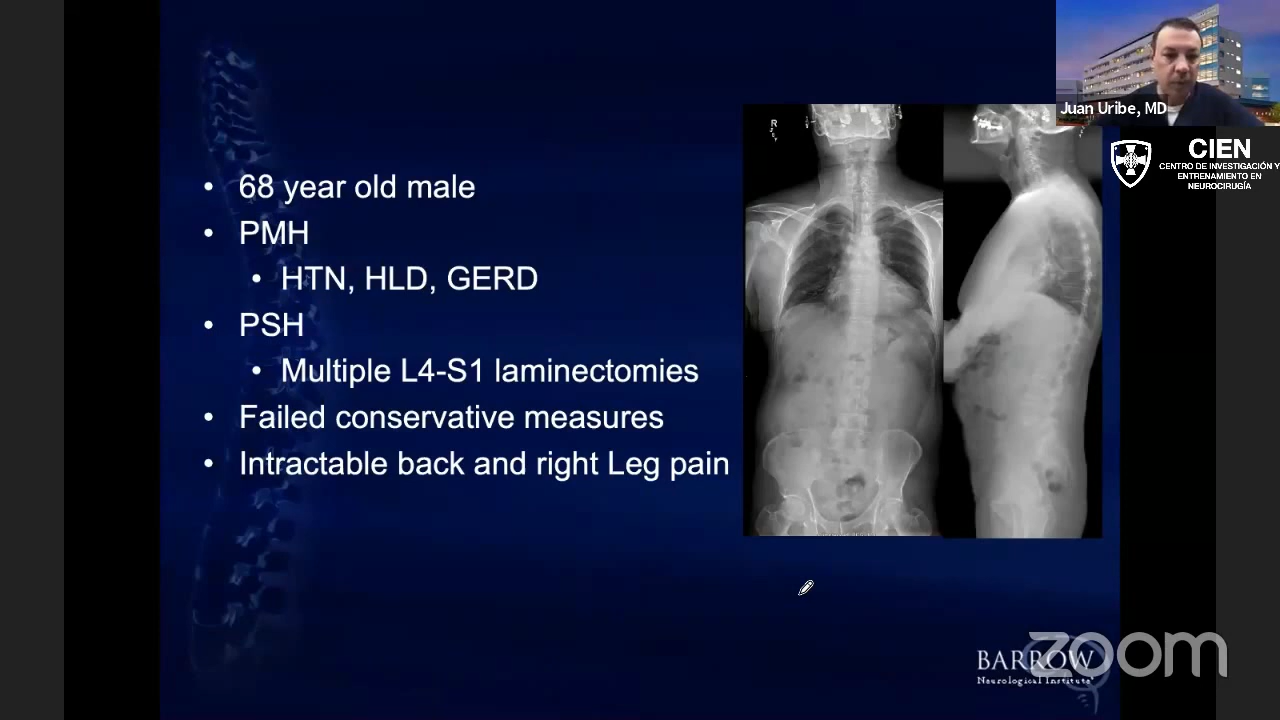 • 68 year old male
• PMH
• HTN, HLD, GERD
• PSH
• Multiple L4-S1 laminectomies
• Failed conservative measures
• Intractable back and right Leg pain
R
Juan Uribe, MD
CIEN
CENTRO DE INVESTIGACIÓN Y
ENTRENAMIENTO EN
NEUROCIRUGÍA
BARROW
Neurological Institute
zoom